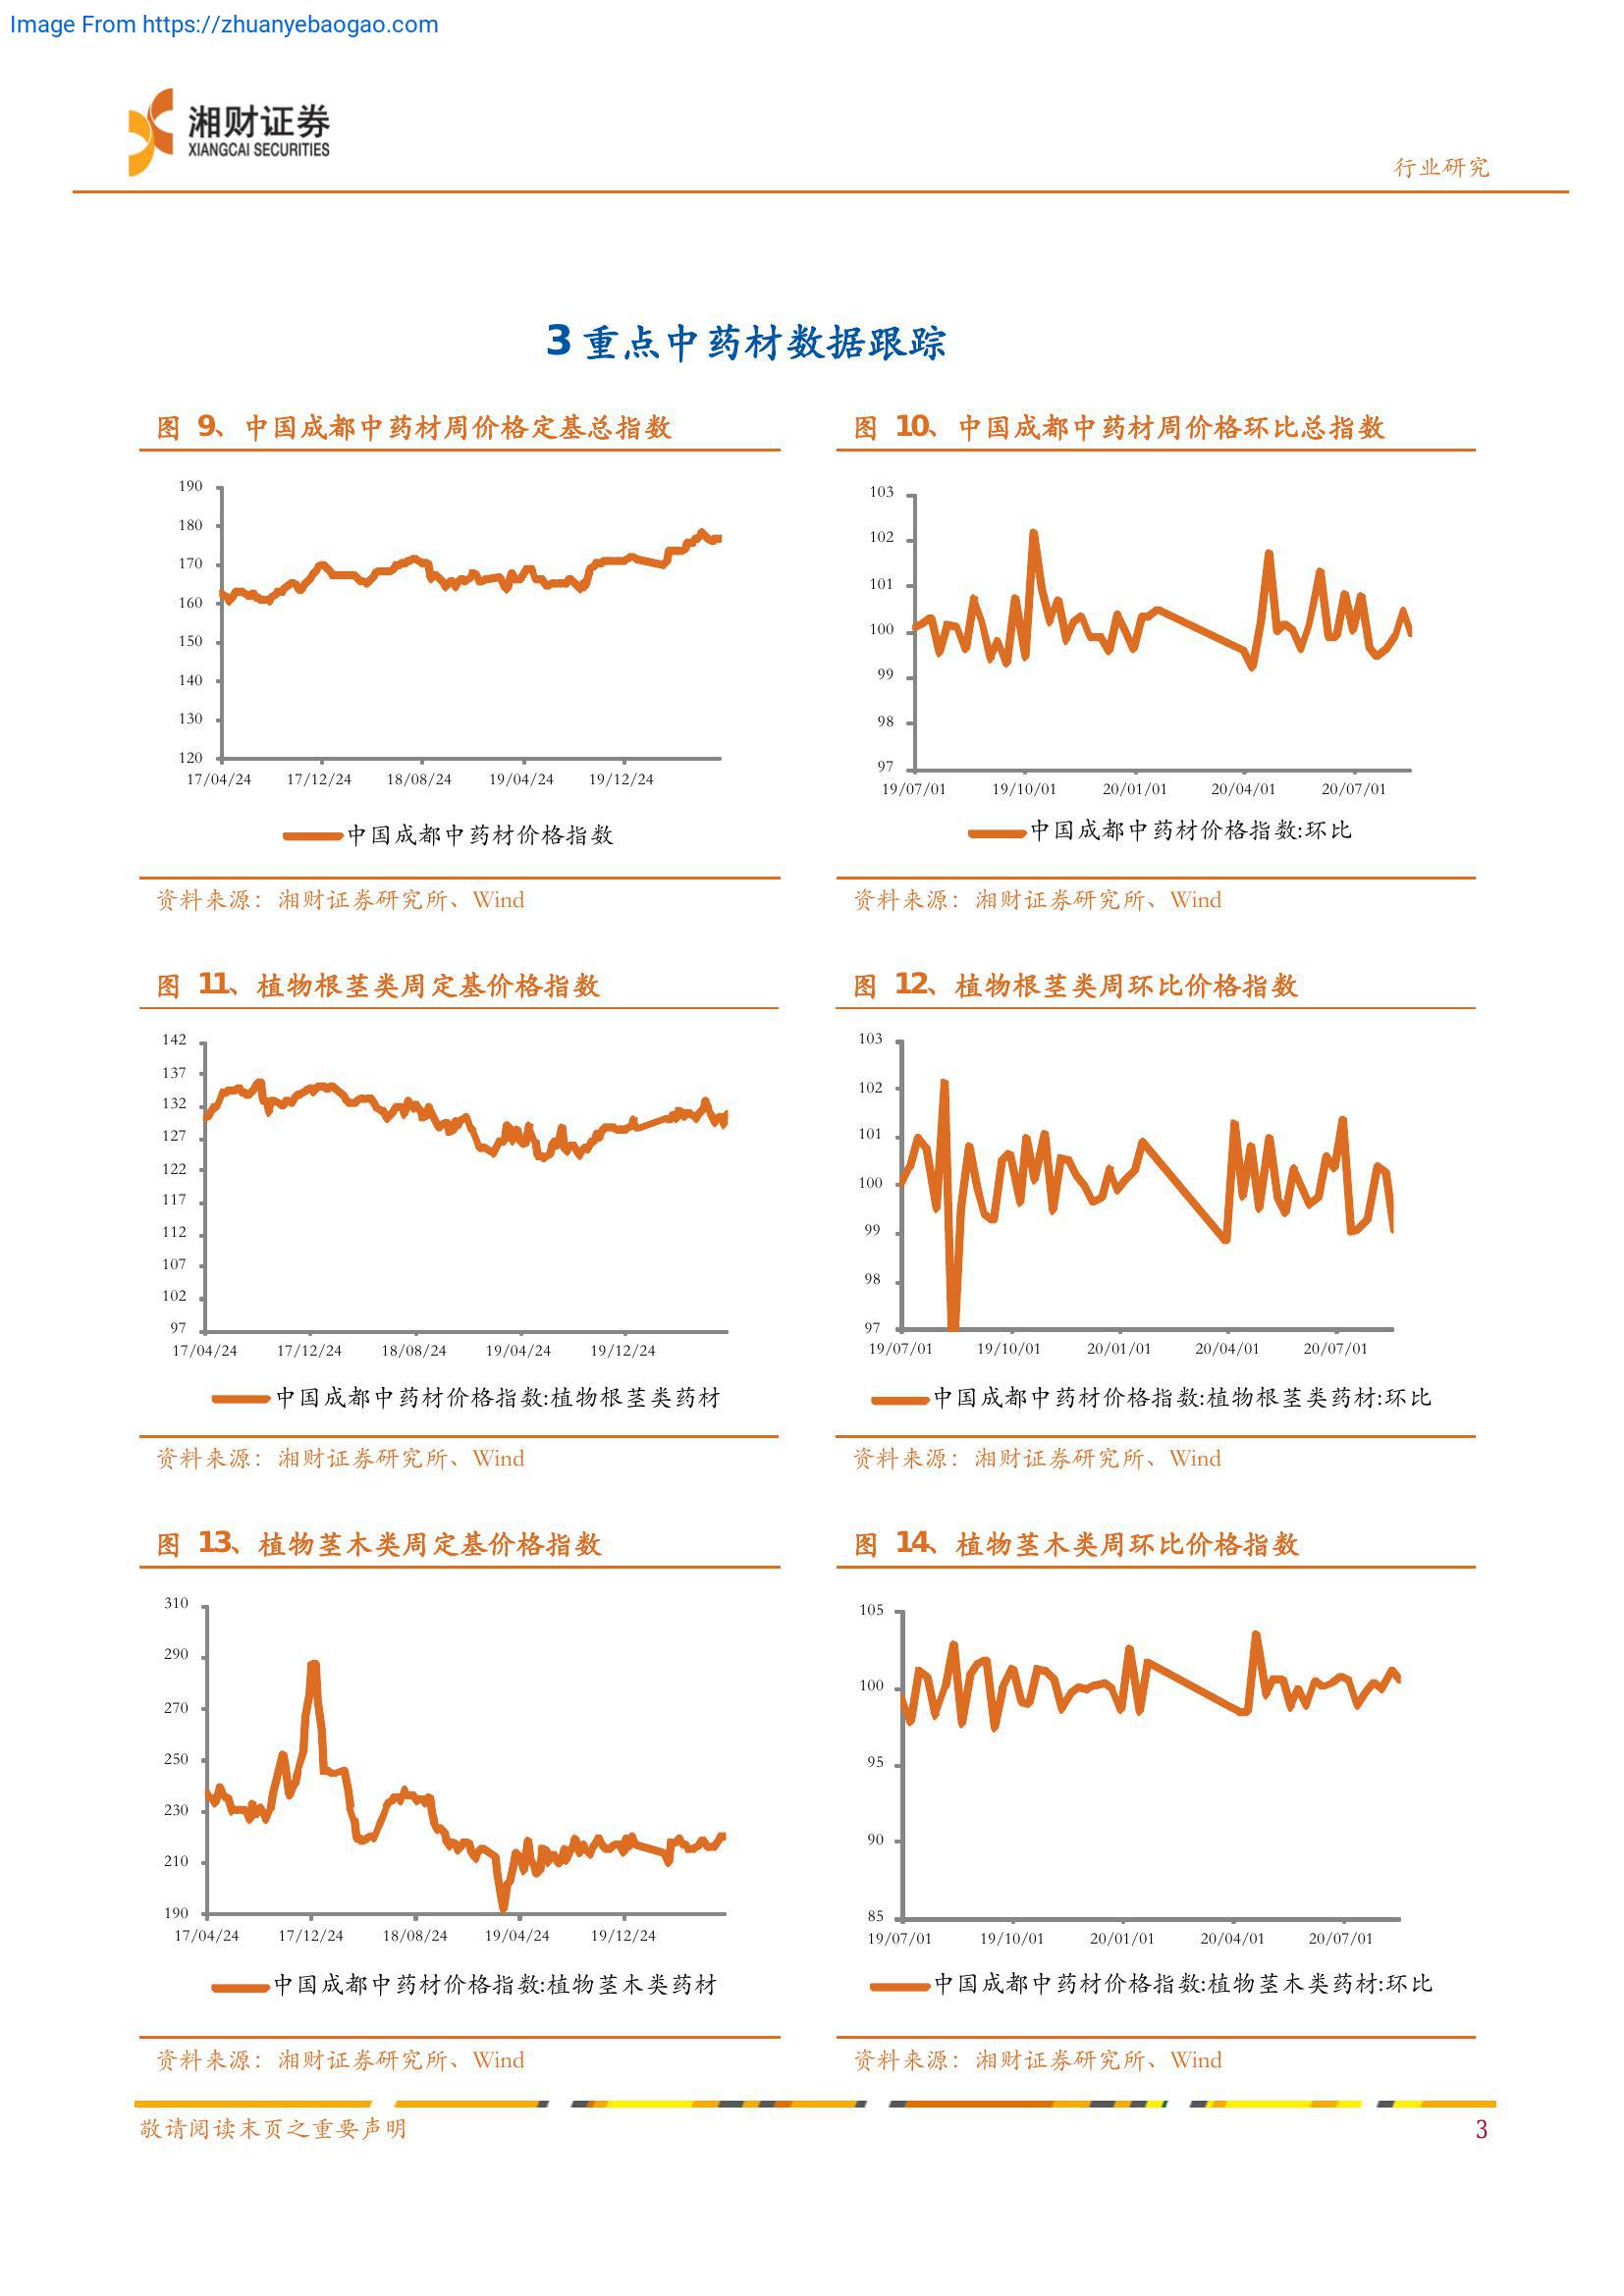 Image From https://zhuanyebaogao.com
湘财证券
XIANGCAI SECURITIES
行业研究
3 重点中药材数据跟踪
图 9、中国成都中药材周价格定基总指数
190
180
170
160
150
140
130
120
17/04/24 17/12/24 18/08/24 19/04/24 19/12/24
中国成都中药材价格指数
资料来源：湘财证券研究所、Wind
图 10、中国成都中药材周价格环比总指数
103
102
101
100
99
98
97
19/07/01 19/10/01 20/01/01 20/04/01 20/07/01
中国成都中药材价格指数:环比
资料来源：湘财证券研究所、Wind
图 11、植物根茎类周定基价格指数
142
137
132
127
122
117
112
107
102
97
17/04/24 17/12/24 18/08/24 19/04/24 19/12/24
中国成都中药材价格指数:植物根茎类药材
资料来源：湘财证券研究所、Wind
图 12、植物根茎类周环比价格指数
103
102
101
100
99
98
97
19/07/01 19/10/01 20/01/01 20/04/01 20/07/01
中国成都中药材价格指数:植物根茎类药材:环比
资料来源：湘财证券研究所、Wind
图 13、植物茎木类周定基价格指数
310
290
270
250
230
210
190
17/04/24 17/12/24 18/08/24 19/04/24 19/12/24
中国成都中药材价格指数:植物茎木类药材
资料来源：湘财证券研究所、Wind
图 14、植物茎木类周环比价格指数
105
100
95
90
85
19/07/01 19/10/01 20/01/01 20/04/01 20/07/01
中国成都中药材价格指数:植物茎木类药材:环比
资料来源：湘财证券研究所、Wind
敬请阅读末页之重要声明
3